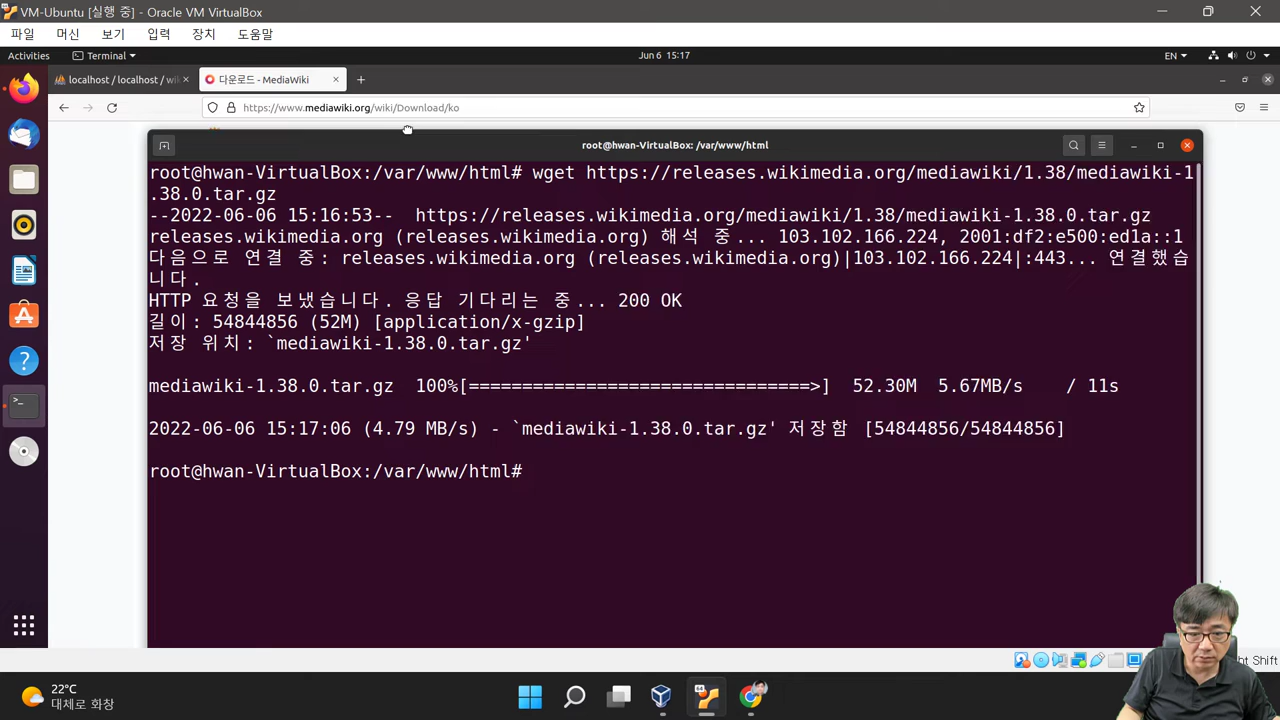 VM-Ubuntu [실행 중] - Oracle VM VirtualBox
파일 머신 보기 입력 장치 도움말
Activities Terminal Jun 6 15:17 EN
localhost / localhost / wi 다운로드 - MediaWiki
https://www.mediawiki.org/wiki/Download/ko
root@hwan-VirtualBox: /var/www/html
root@hwan-VirtualBox:/var/www/html# wget https://releases.wikimedia.org/mediawiki/1.38/mediawiki-1
.38.0.tar.gz
--2022-06-06 15:16:53-- https://releases.wikimedia.org/mediawiki/1.38/mediawiki-1.38.0.tar.gz
releases.wikimedia.org (releases.wikimedia.org) 해석 중... 103.102.166.224, 2001:df2:e500:ed1a::1
다음으로 연결 중: releases.wikimedia.org (releases.wikimedia.org)|103.102.166.224|:443... 연결했습
니다.
HTTP 요청을 보냈습니다. 응답 기다리는 중... 200 OK
길이: 54844856 (52M) [application/x-gzip]
저장 위치: `mediawiki-1.38.0.tar.gz'
mediawiki-1.38.0.tar.gz 100%[================================>] 52.30M 5.67MB/s / 11s
2022-06-06 15:17:06 (4.79 MB/s) - `mediawiki-1.38.0.tar.gz' 저장함 [54844856/54844856]
root@hwan-VirtualBox:/var/www/html#
ht Shift
22°C
대체로 화창